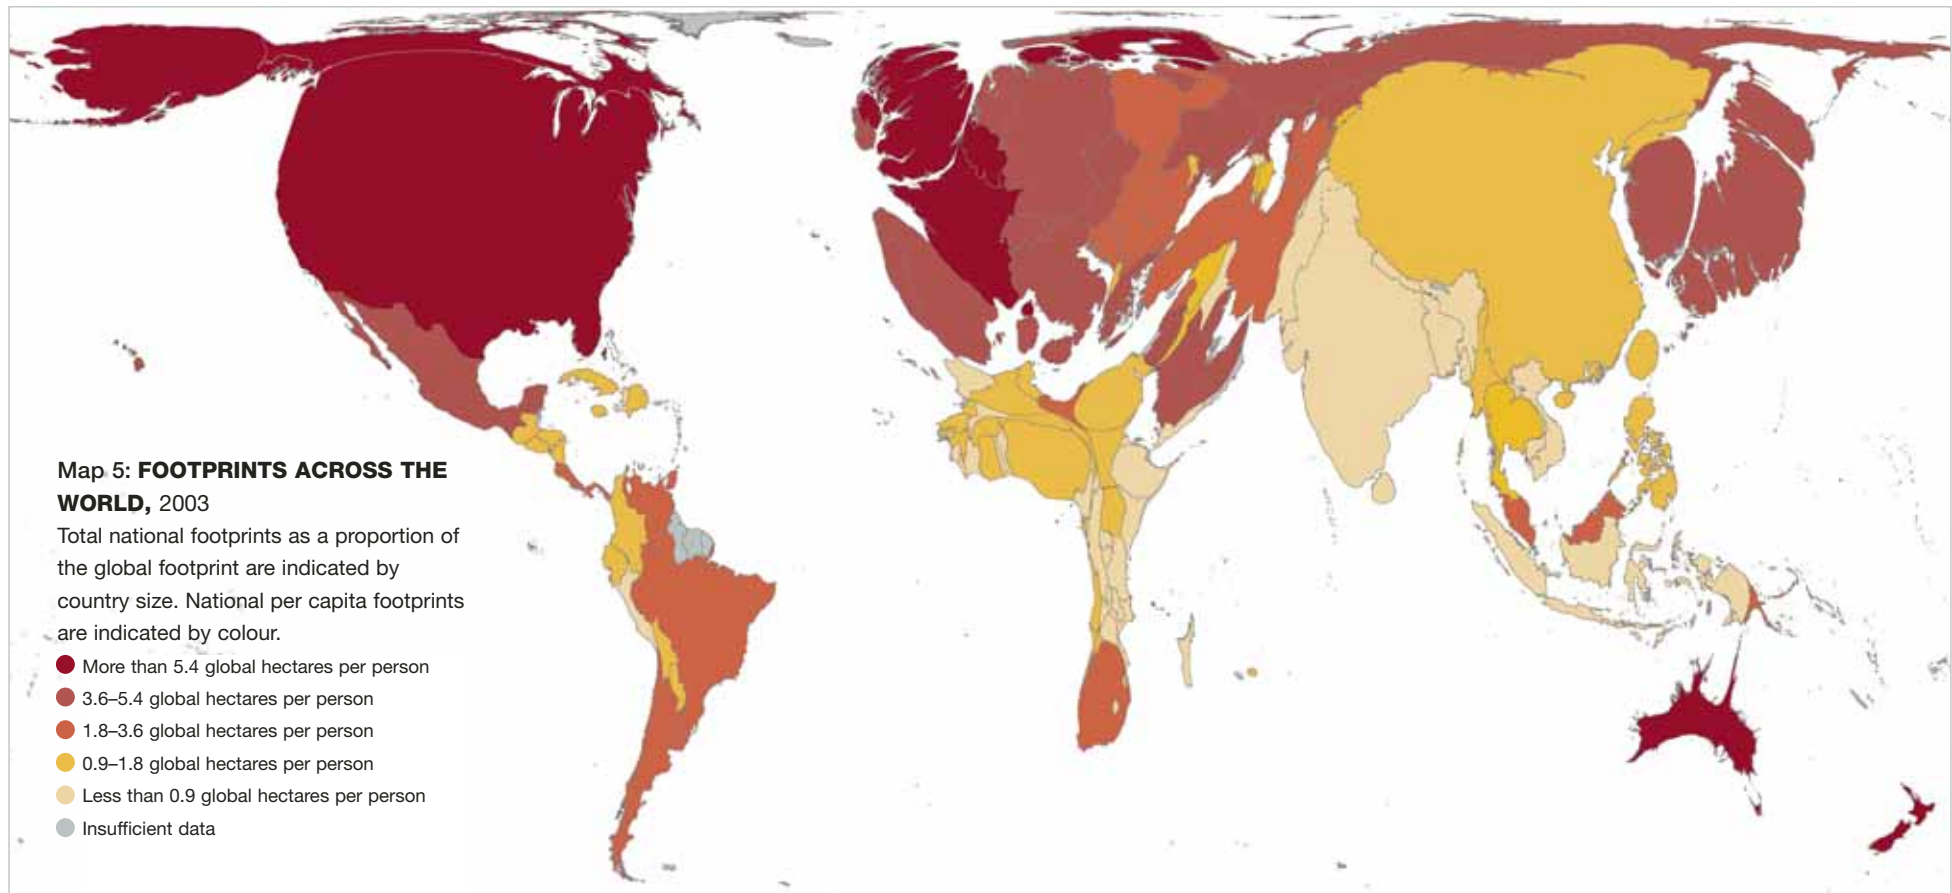 Map 5: FOOTPRINTS ACROSS THE
WORLD, 2003
Total national footprints as a proportion of
the global footprint are indicated by
country size. National per capita footprints
are indicated by colour.
More than 5.4 global hectares per person
3.6–5.4 global hectares per person
1.8–3.6 global hectares per person
0.9–1.8 global hectares per person
Less than 0.9 global hectares per person
Insufficient data